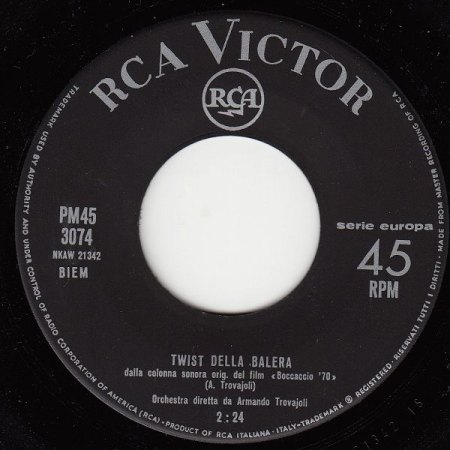 RCA VICTOR
RCA
PM45
3074
NKAW 21342
BIEM
serie europa
45
RPM
TWIST DELLA BALERA
dalla colonna sonora orig. del film «Boccaccio '70»
(A. Trovajoli)
Orchestra diretta da Armando Trovajoli
2:24
TRADEMARK USED BY AUTHORITY AND UNDER CONTROL OF RADIO CORPORATION OF AMERICA (RCA) - PRODUCT OF RCA ITALIANA - ITALY-TRADEMARK ® REGISTERED. RISERVATI TUTTI I DIRITTI - MADE FROM MASTER RECORDING OF RCA